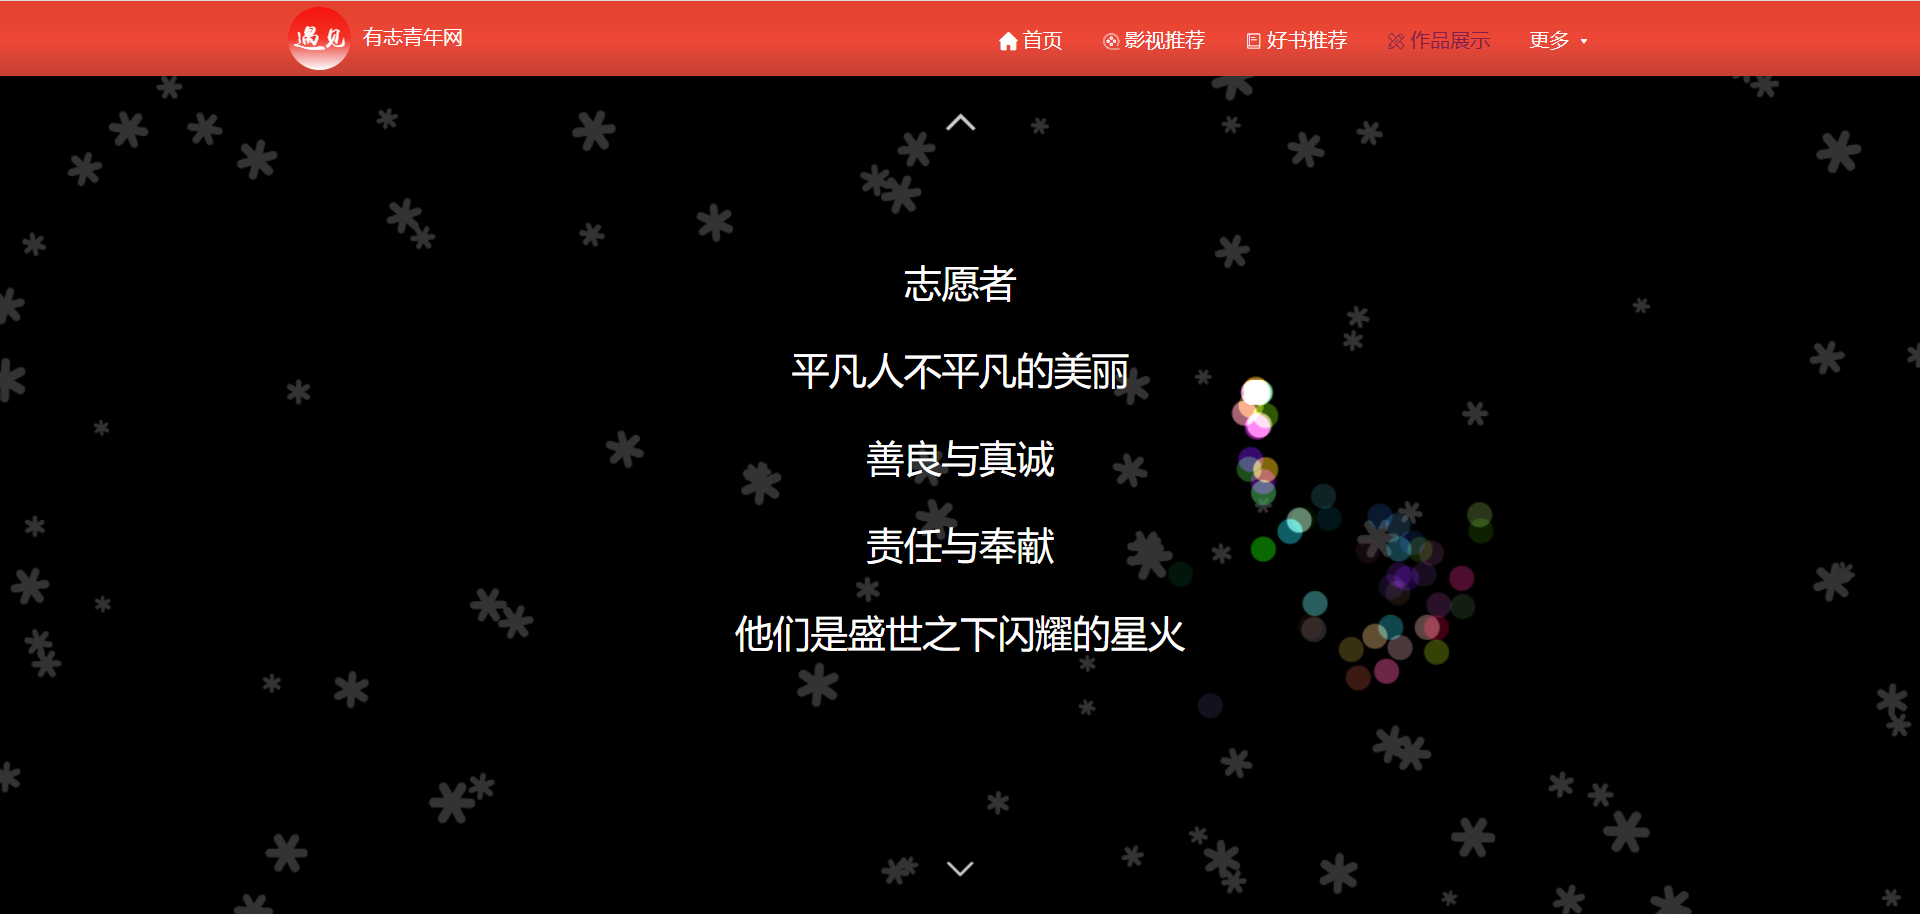 遇见
有志青年网
首页
影视推荐
好书推荐
作品展示
更多
志愿者
平凡人不平凡的美丽
善良与真诚
责任与奉献
他们是盛世之下闪耀的星火